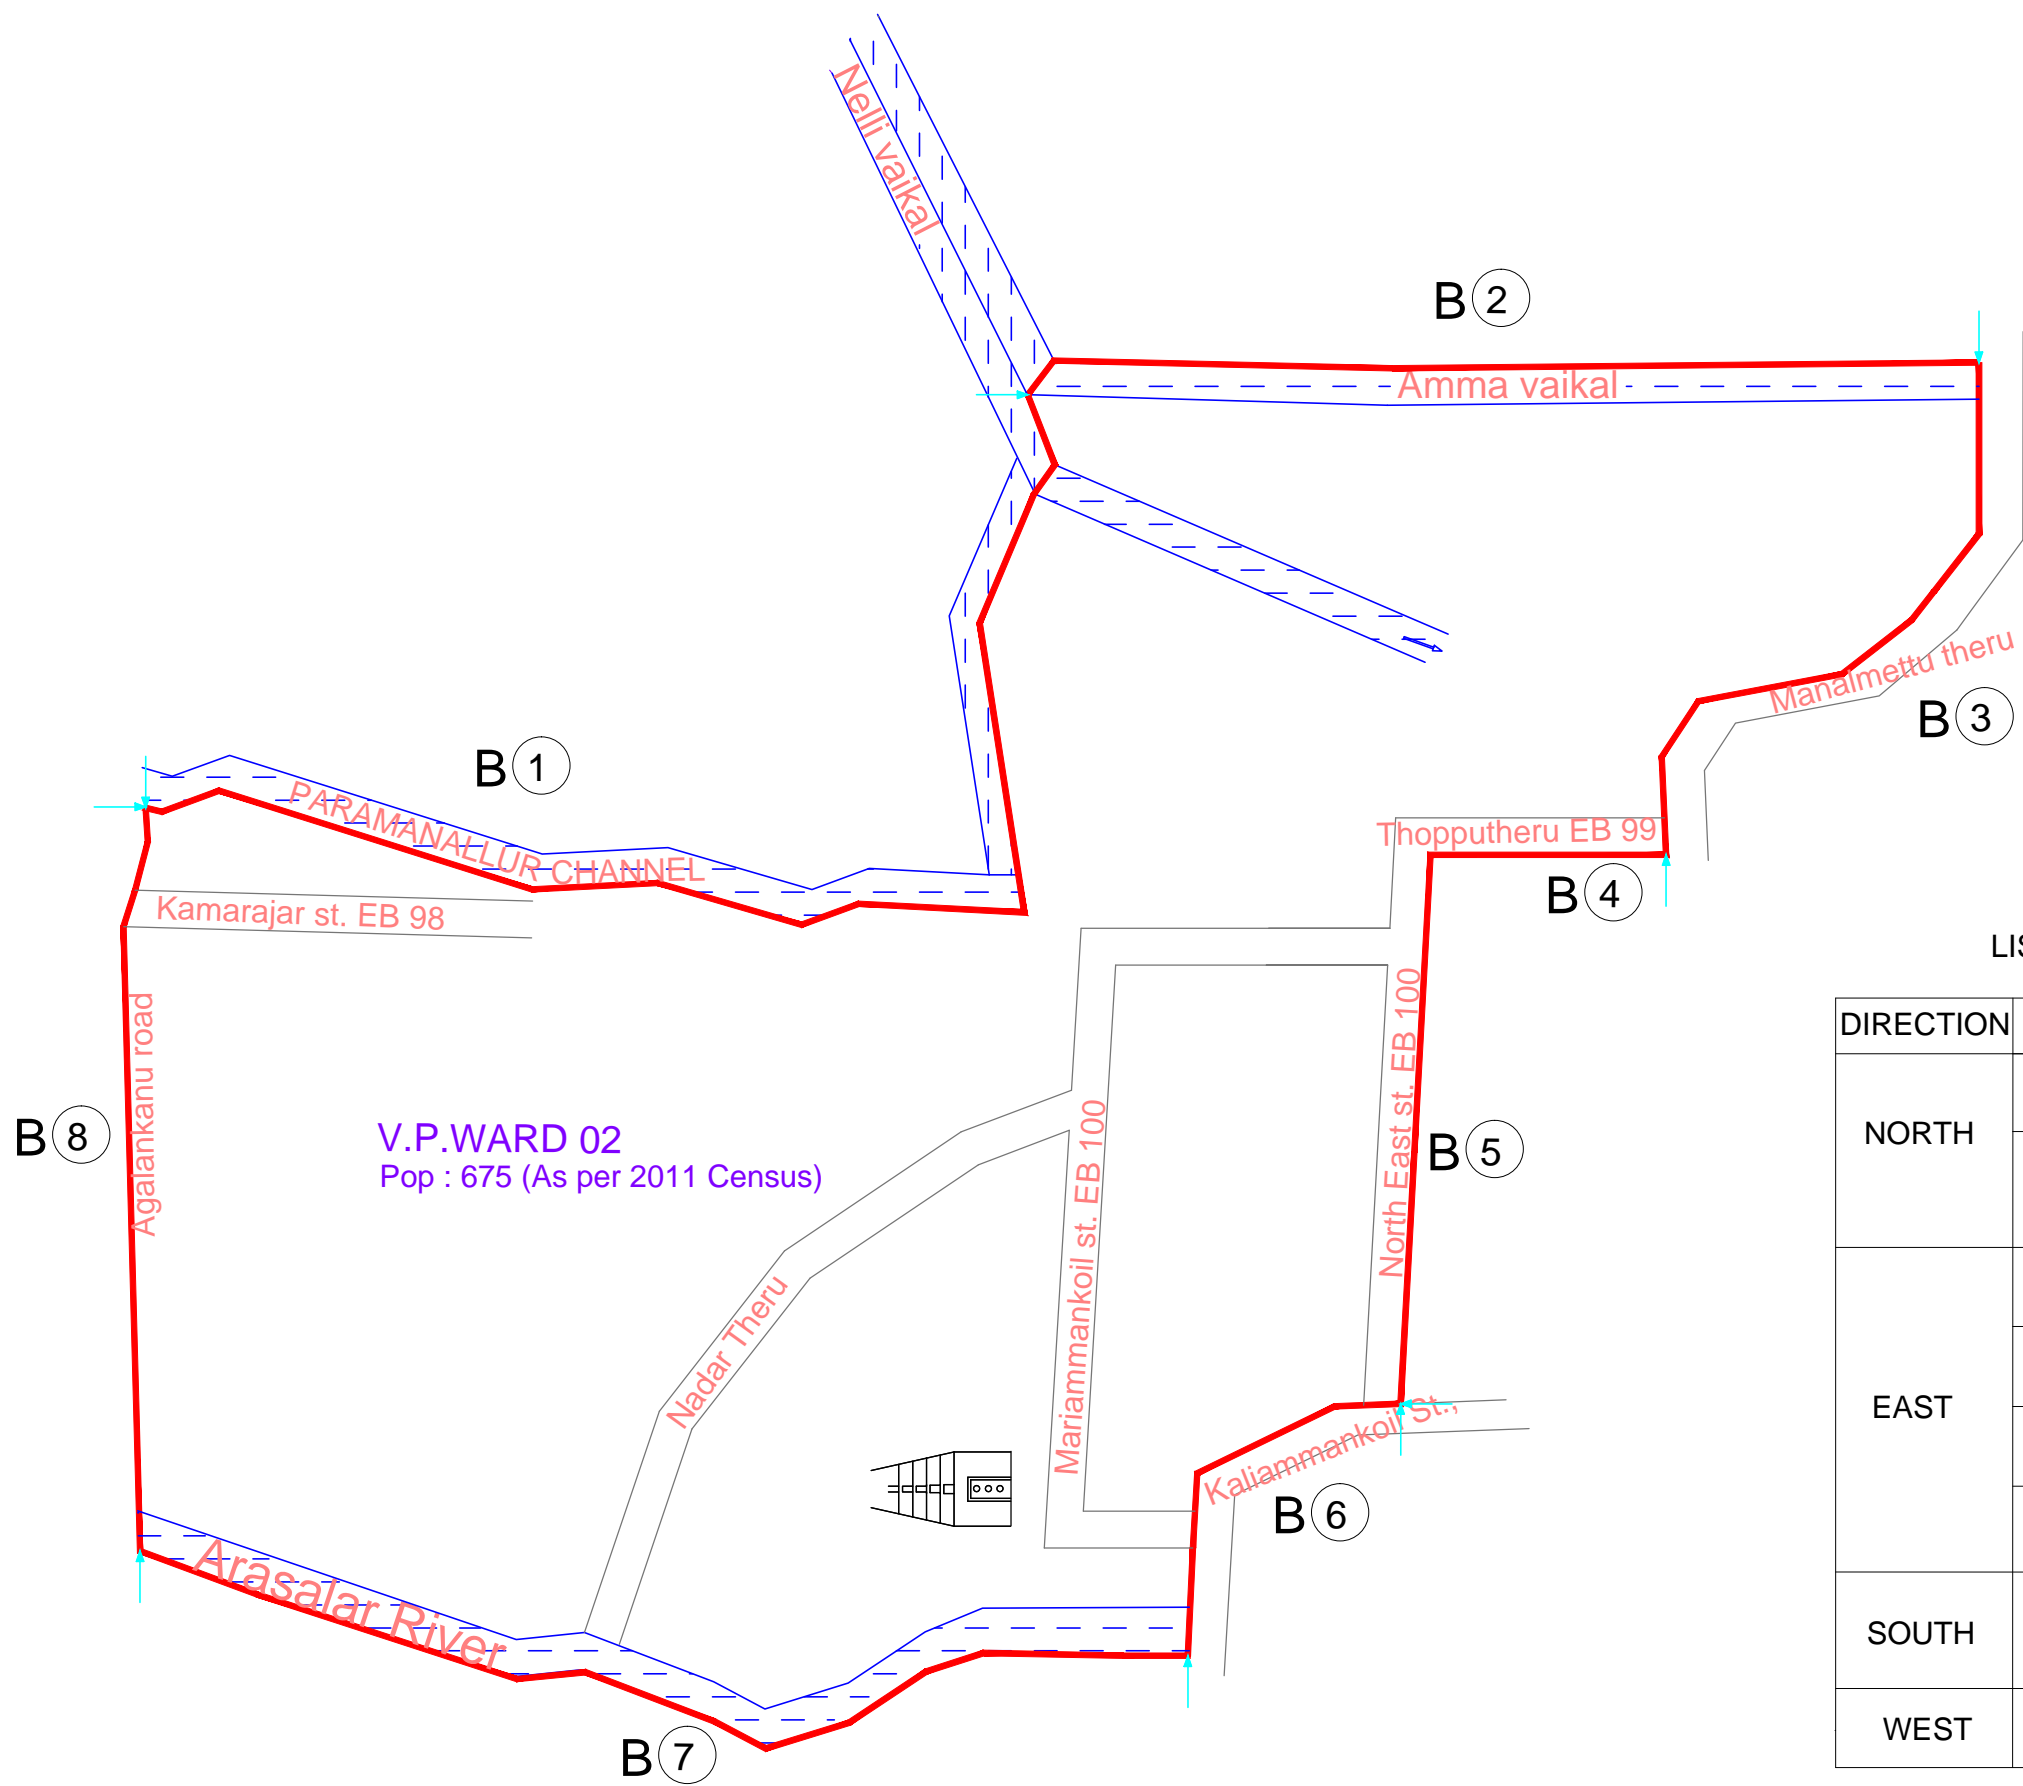 Nelli vaikal
B 2
Amma vaikal
Manalmettu theru
B 3
B 1
PARAMANALLUR CHANNEL
Thopputheru EB 99
B 4
Kamarajar st. EB 98
LIS
DIRECTION
NORTH
EAST
SOUTH
WEST
Agalankanu road
B 8
V.P.WARD 02
Pop : 675 (As per 2011 Census)
Mariammankoil st. EB 100
North East st. EB 100
B 5
Nadar Theru
Kaliammankoil St.,
B 6
Arasalar River
B 7